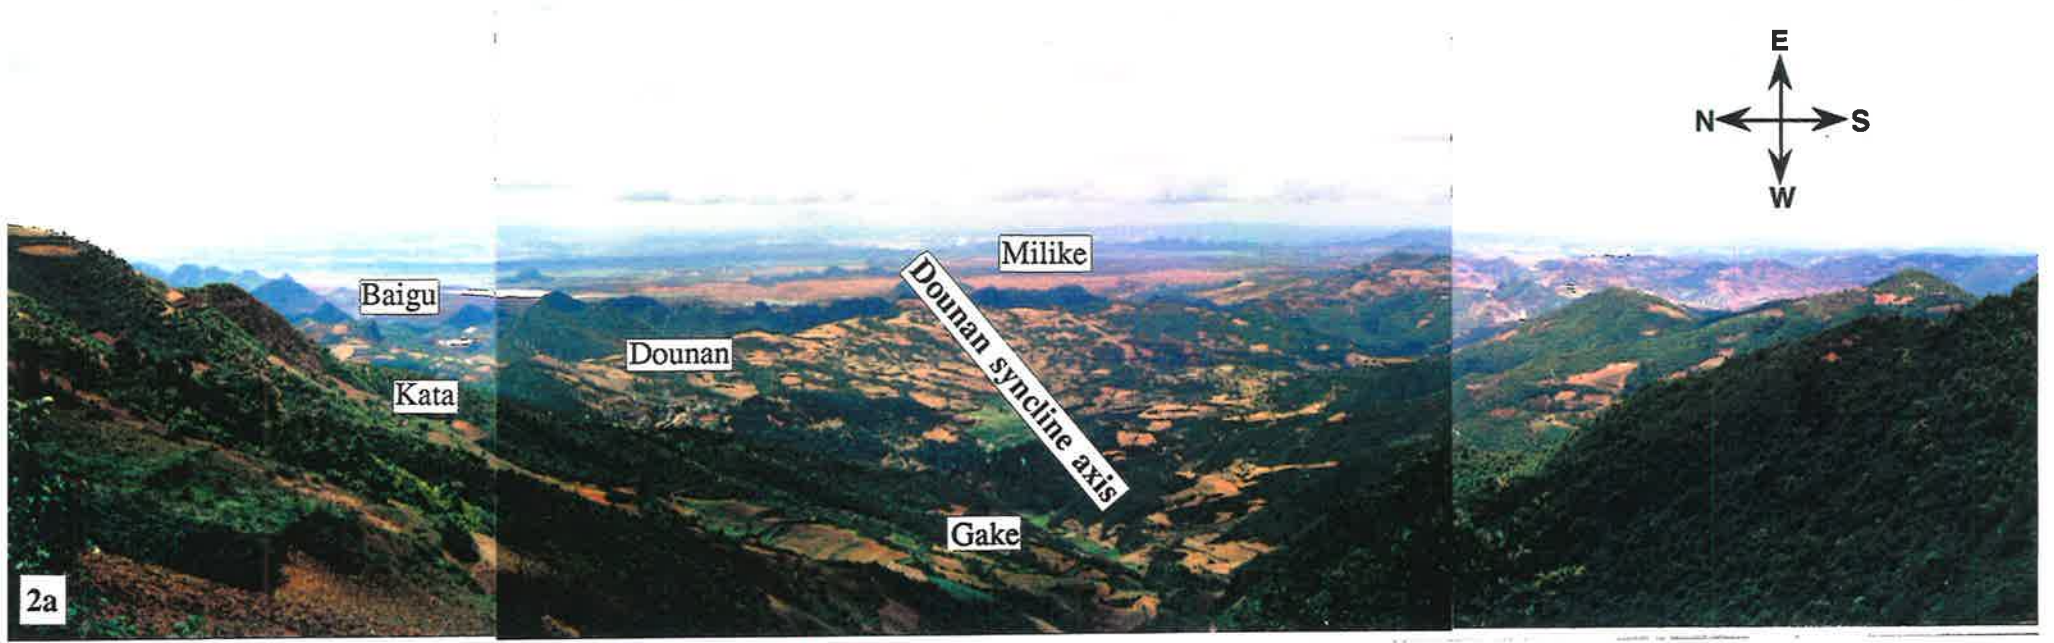 E
N S
W
Milike
Baigu
Dounan syncline axis
Dounan
Kata
Gake
2a